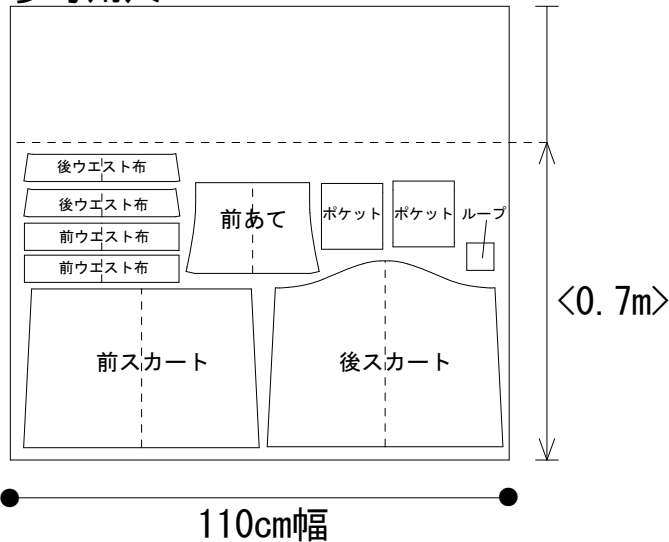 後ウエスト布
後ウエスト布
前ウエスト布
前ウエスト布
前あて
ポケット
ポケット
ループ
前スカート
後スカート
<0.7m>
110cm幅